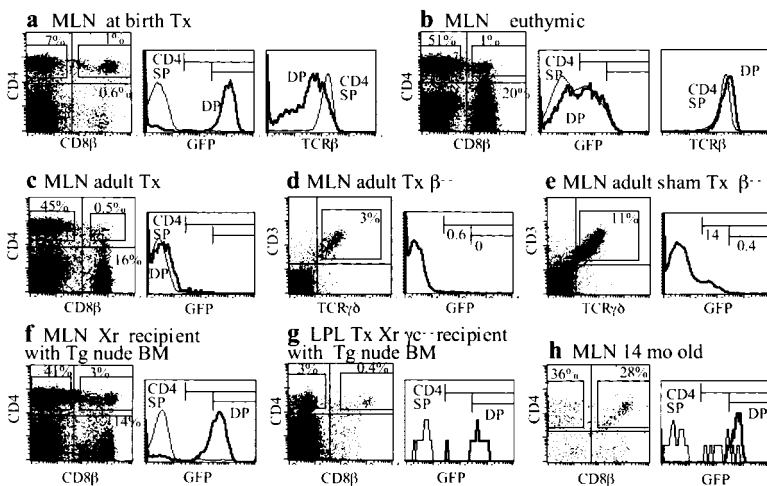 a MLN at birth Tx
7%
1%
0.6%
CD4
CD8β
CD4
SP
DP
GFP
DP
CD4
SP
TCRβ
b MLN euthymic
51%
1%
20%
CD4
CD8β
CD4
SP
DP
GFP
DP
CD4
SP
TCRβ
c MLN adult Tx
45%
0.5%
16%
CD4
CD8β
CD4
SP
DP
GFP
d MLN adult Tx β--
3%
CD3
TCRγδ
0.6
0
GFP
e MLN adult sham Tx β--
11%
CD3
TCRγδ
14
0.4
GFP
f MLN Xr recipient
with Tg nude BM
41%
3%
14%
CD4
CD8β
CD4
SP
DP
GFP
g LPL Tx Xr γc-- recipient
with Tg nude BM
3%
0.4%
CD4
CD8β
CD4
SP
DP
GFP
h MLN 14 mo old
36%
28%
CD4
CD8β
CD4
SP
DP
GFP